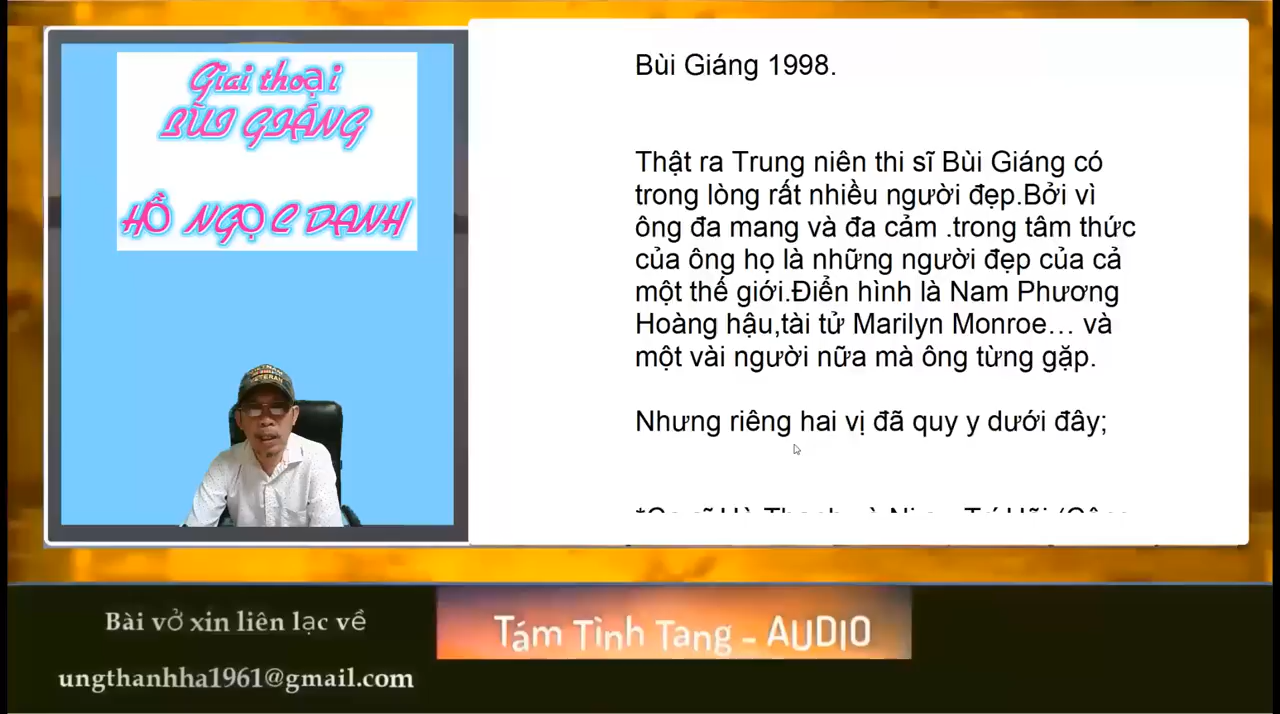 Giai thoại
BÙI GIÁNG
HỒ NGỌC DANH
Bùi Giáng 1998.
Thật ra Trung niên thi sĩ Bùi Giáng có
trong lòng rất nhiều người đẹp.Bởi vì
ông đa mang và đa cảm .trong tâm thức
của ông họ là những người đẹp của cả
một thế giới.Điển hình là Nam Phương
Hoàng hậu,tài tử Marilyn Monroe… và
một vài người nữa mà ông từng gặp.
Nhưng riêng hai vị đã quy y dưới đây;
Bài vở xin liên lạc về
ungthanhha1961@gmail.com
Tám Tình Tang - AUDIO